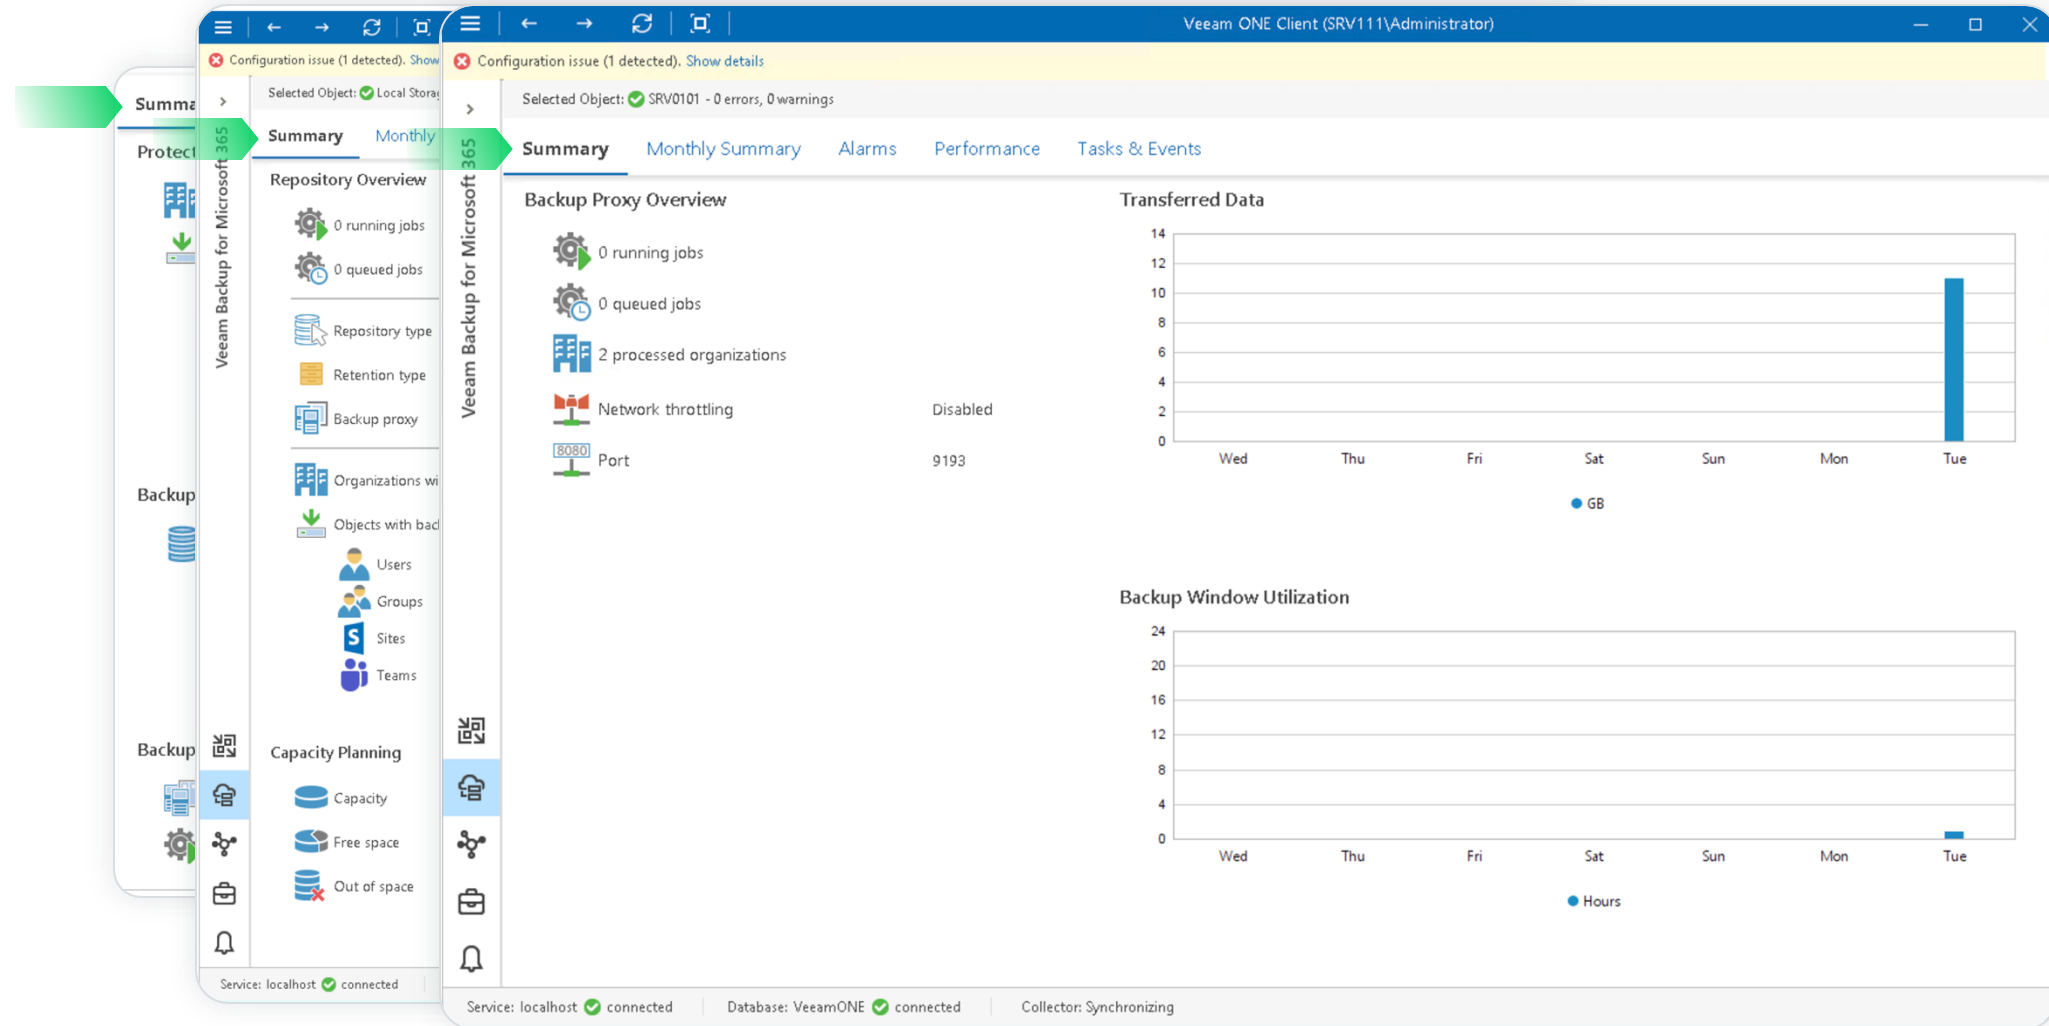 Summa
Protect
Backup
Backup
Configuration issue (1 detected). Show
Selected Object: Local Storag
Veeam Backup for Microsoft 365
Summary Monthly
Repository Overview
0 running jobs
0 queued jobs
Repository type
Retention type
Backup proxy
Organizations wi
Objects with bac
Users
Groups
Sites
Teams
Capacity Planning
Capacity
Free space
Out of space
Service: localhost connected
Veeam ONE Client (SRV111\Administrator)
Configuration issue (1 detected). Show details
Selected Object: SRV0101 - 0 errors, 0 warnings
Veeam Backup for Microsoft 365
Summary Monthly Summary Alarms Performance Tasks & Events
Backup Proxy Overview
0 running jobs
0 queued jobs
2 processed organizations
Network throttling Disabled
8080
Port 9193
Transferred Data
14
12
10
8
6
4
2
0
Wed Thu Fri Sat Sun Mon Tue
GB
Backup Window Utilization
24
20
16
12
8
4
0
Wed Thu Fri Sat Sun Mon Tue
Hours
Service: localhost connected Database: VeeamONE connected Collector: Synchronizing